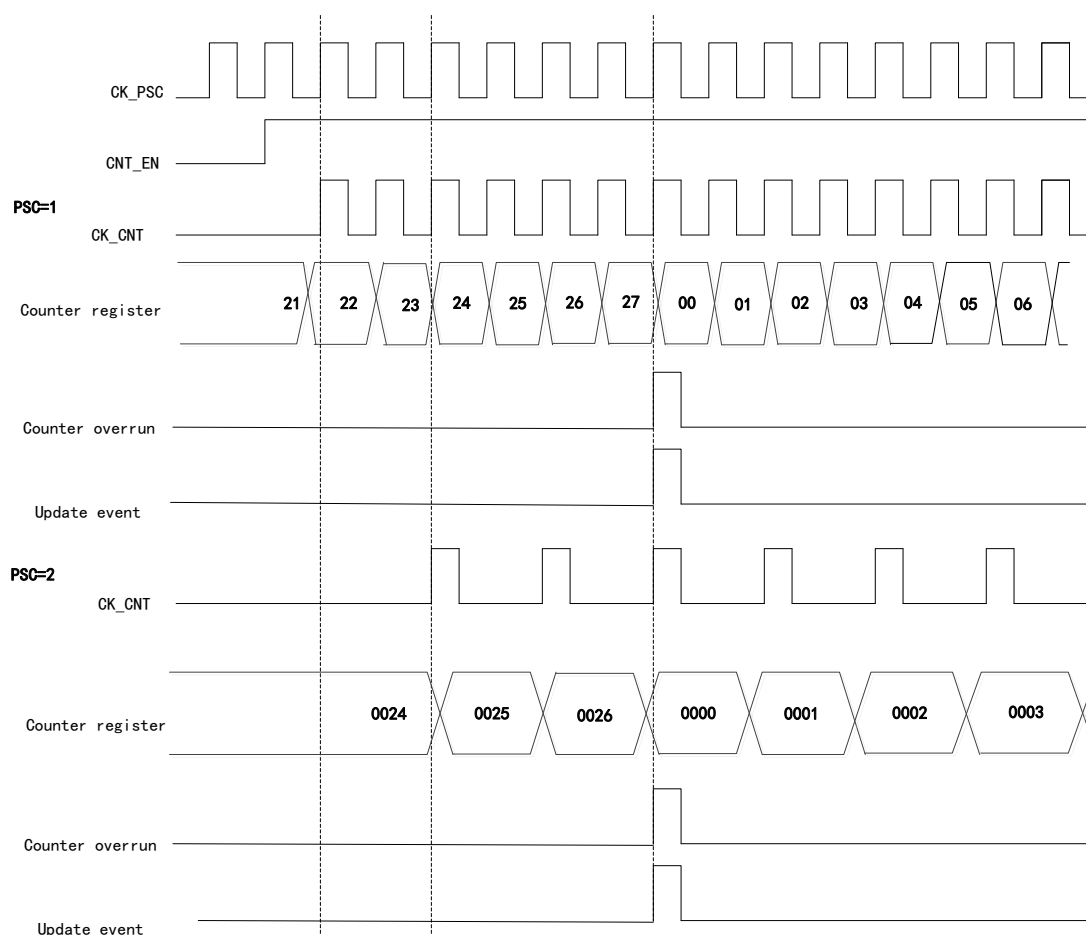 CK_PSC
CNT_EN
PSC=1
CK_CNT
Counter register 21 22 23 24 25 26 27 00 01 02 03 04 05 06
Counter overrun
Update event
PSC=2
CK_CNT
Counter register 0024 0025 0026 0000 0001 0002 0003
Counter overrun
Update event